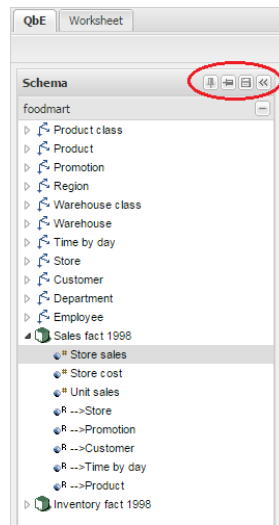 QbE Worksheet
Schema
foodmart
Product class
Product
Promotion
Region
Warehouse class
Warehouse
Time by day
Store
Customer
Department
Employee
Sales fact 1998
# Store sales
# Store cost
# Unit sales
R -->Store
R -->Promotion
R -->Customer
R -->Time by day
R -->Product
Inventory fact 1998